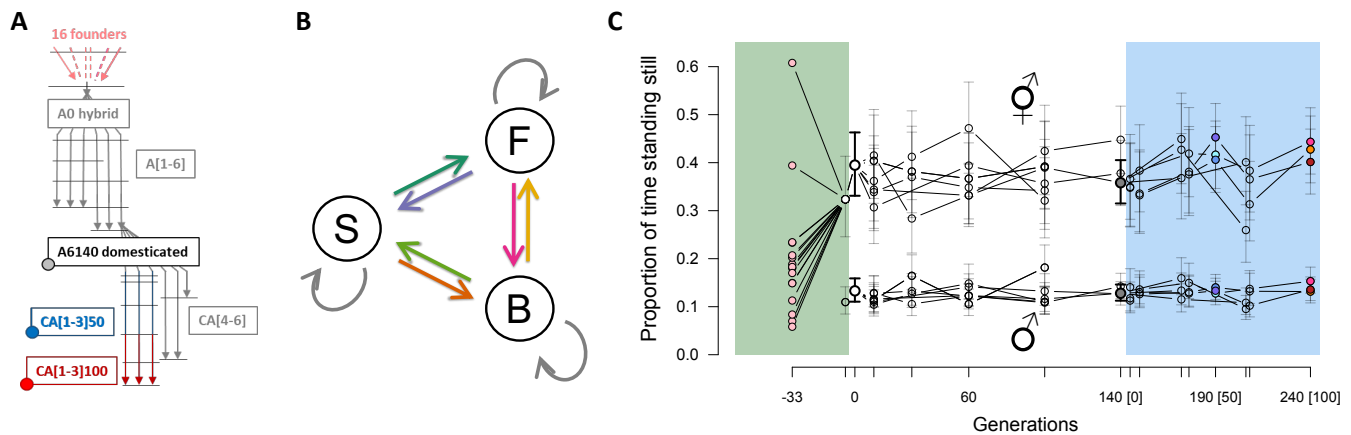 A
16 founders
A0 hybrid
A[1-6]
A6140 domesticated
CA[1-3]50
CA[4-6]
CA[1-3]100
B
F
S
B
C
Proportion of time standing still
0.6
0.5
0.4
0.3
0.2
0.1
0.0
-33
0
60
140 [0]
190 [50]
240 [100]
Generations